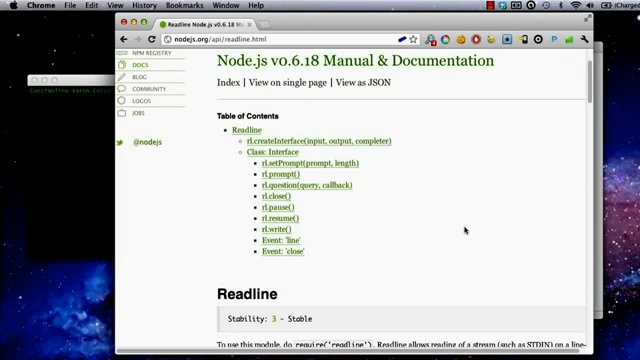 Chrome File Edit View History Bookmarks Window Help (Charged
Readline Node.js v0.6.18 M
nodejs.org/api/readline.html
NPM REGISTRY
DOCS
BLOG
COMMUNITY
LOGOS
JOBS
@nodejs
Node.js v0.6.18 Manual & Documentation
Index | View on single page | View as JSON
Table of Contents
Readline
rl.createInterface(input, output, completer)
Class: Interface
rl.setPrompt(prompt, length)
rl.prompt()
rl.question(query, callback)
rl.close()
rl.pause()
rl.resume()
rl.write()
Event: 'line'
Event: 'close'
Readline
Stability: 3 - Stable
To use this module, do require('readline'). Readline allows reading of a stream (such as STDIN) on a line-